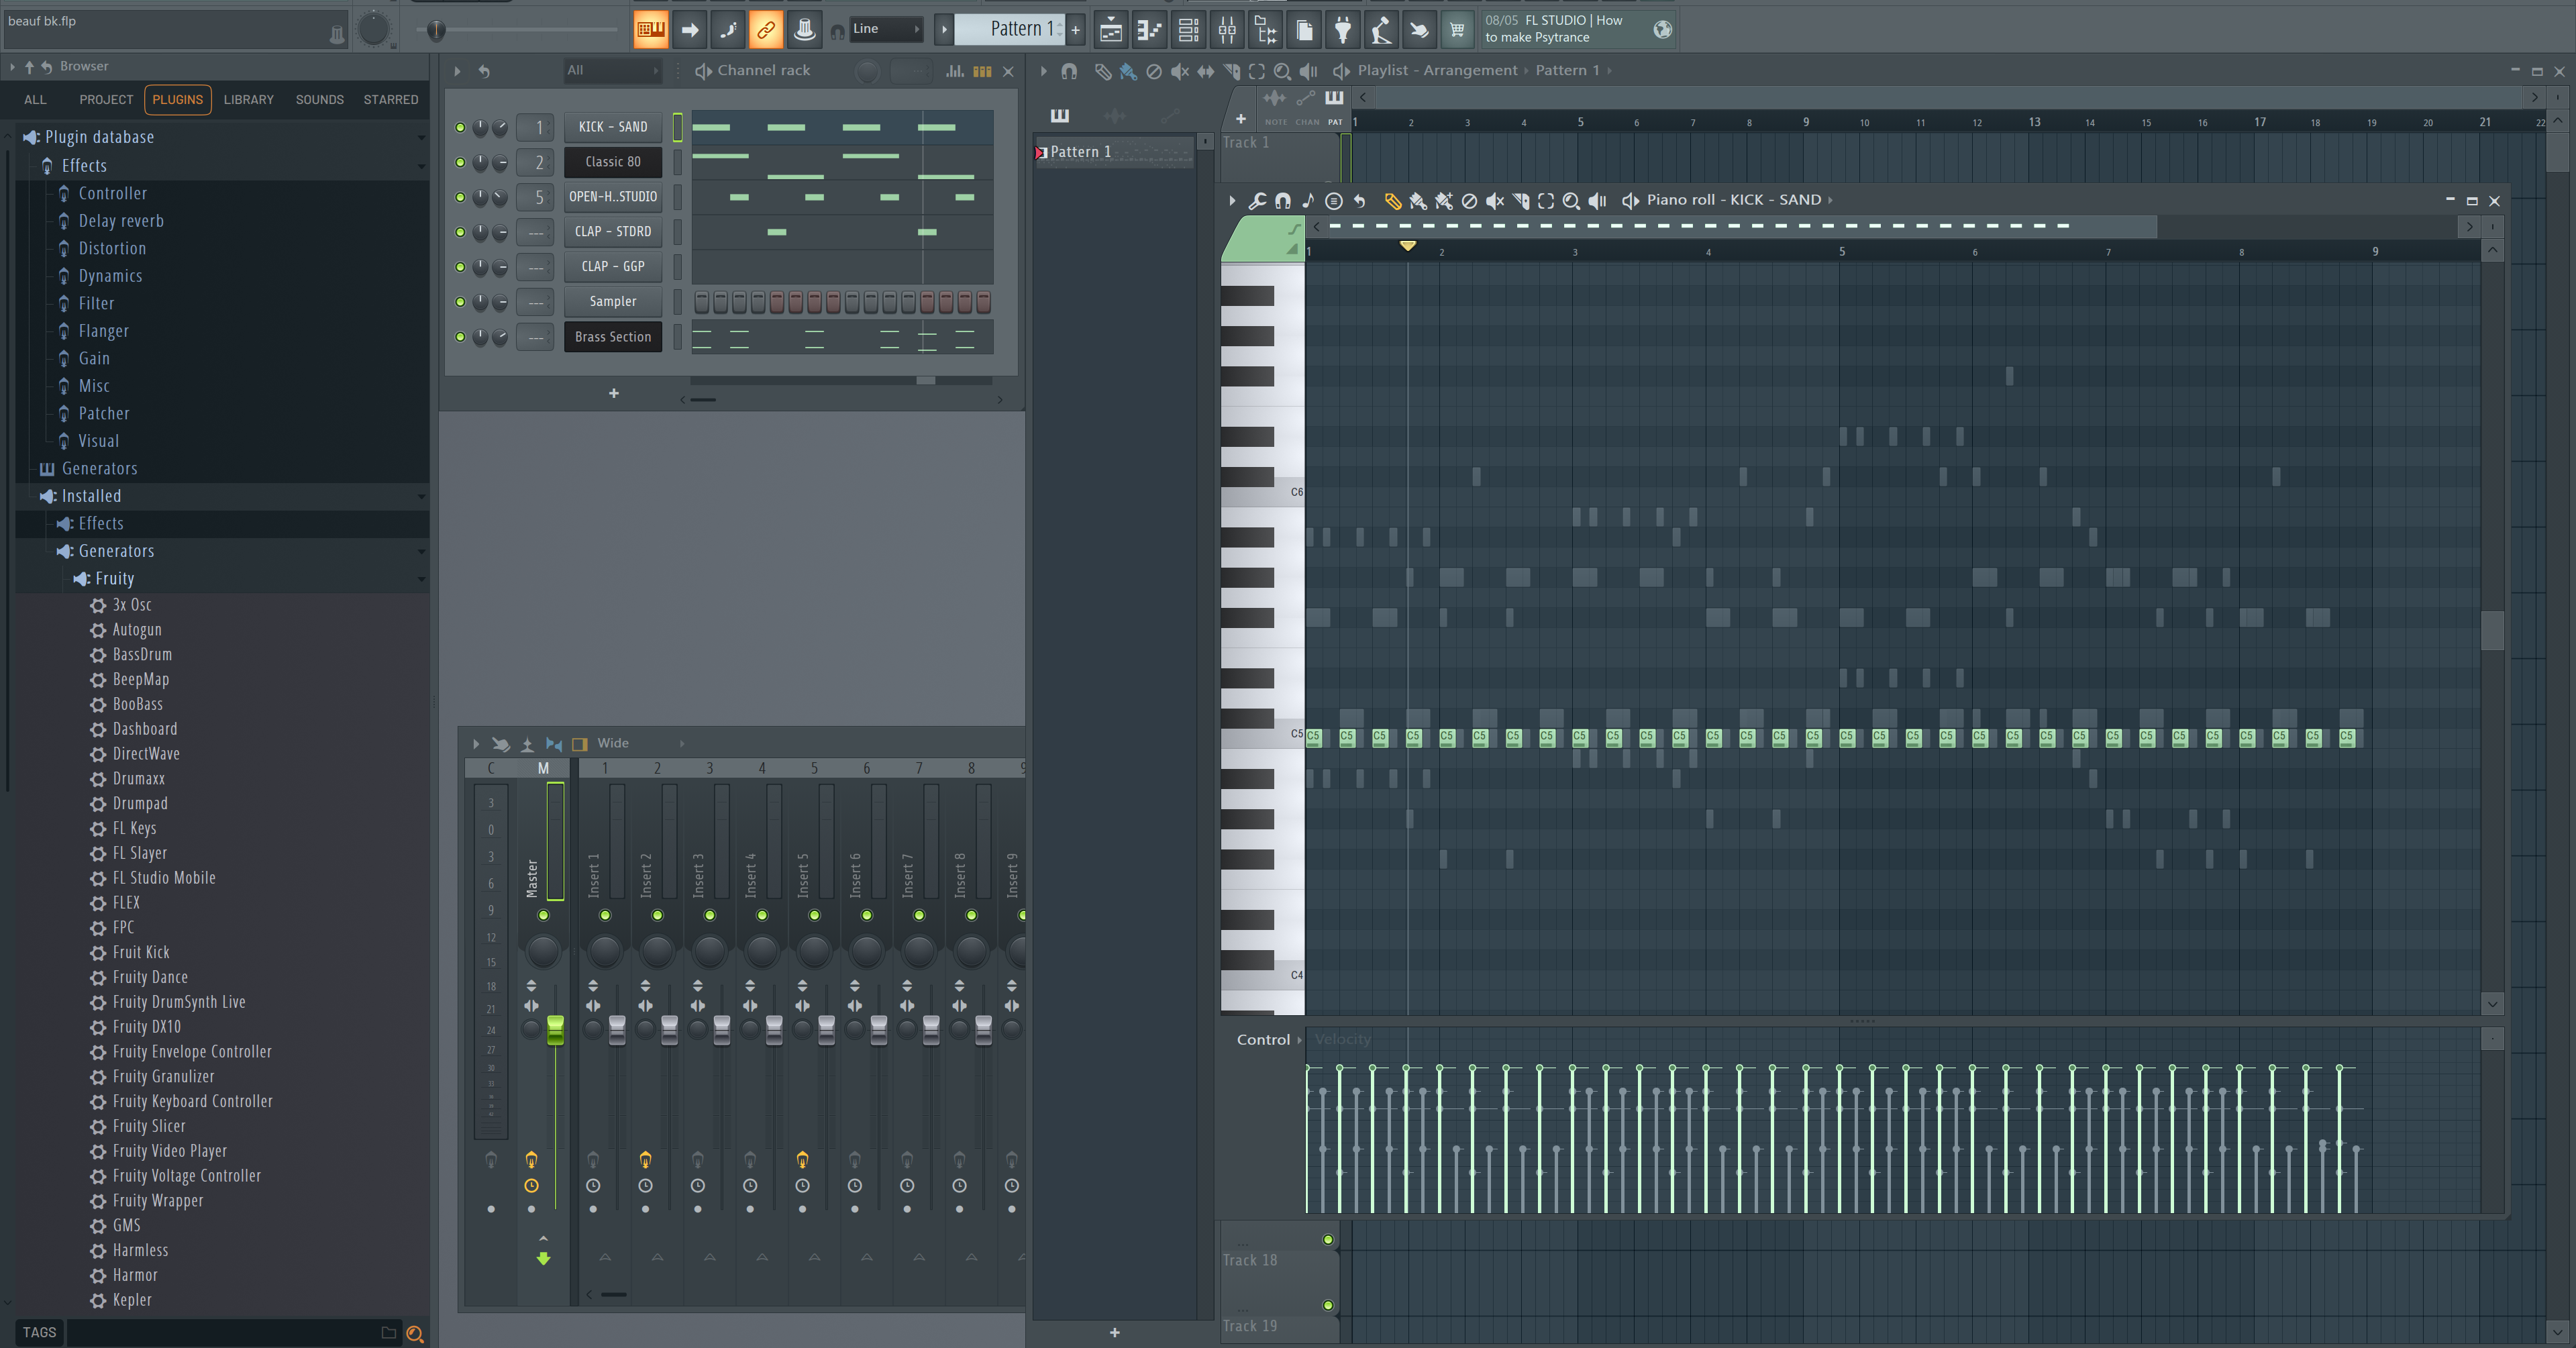 beauf bk.flp
Line
Pattern 1
+
08/05 FL STUDIO | How
to make Psytrance
Browser
ALL PROJECT PLUGINS LIBRARY SOUNDS STARRED
Plugin database
Effects
Controller
Delay reverb
Distortion
Dynamics
Filter
Flanger
Gain
Misc
Patcher
Visual
Generators
Installed
Effects
Generators
Fruity
3x Osc
Autogun
BassDrum
BeepMap
BooBass
Dashboard
DirectWave
Drumaxx
Drumpad
FL Keys
FL Slayer
FL Studio Mobile
FLEX
FPC
Fruit Kick
Fruity Dance
Fruity DrumSynth Live
Fruity DX10
Fruity Envelope Controller
Fruity Granulizer
Fruity Keyboard Controller
Fruity Slicer
Fruity Video Player
Fruity Voltage Controller
Fruity Wrapper
GMS
Harmless
Harmor
Kepler
TAGS
All
Channel rack
1 KICK - SAND
2 Classic 80
5 OPEN-H..STUDIO
--- CLAP - STDRD
--- CLAP - GGP
--- Sampler
--- Brass Section
+
Wide
C M 1 2 3 4 5 6 7 8 9
3
0
3
6
9
12
15
18
21
24
27
30
33
Master
Insert 1
Insert 2
Insert 3
Insert 4
Insert 5
Insert 6
Insert 7
Insert 8
Insert 9
Playlist - Arrangement › Pattern 1 ›
NOTE CHAN PAT
1 2 3 4 5 6 7 8 9 10 11 12 13 14 15 16 17 18 19 20 21 22
Pattern 1
+
Track 1
Piano roll - KICK - SAND
1 2 3 4 5 6 7 8 9
C6
C5
C5 C5 C5 C5 C5 C5 C5 C5 C5 C5 C5 C5 C5 C5 C5 C5 C5 C5 C5 C5 C5 C5 C5 C5 C5 C5 C5 C5 C5 C5 C5 C5
C4
Control
Velocity
Track 18
Track 19